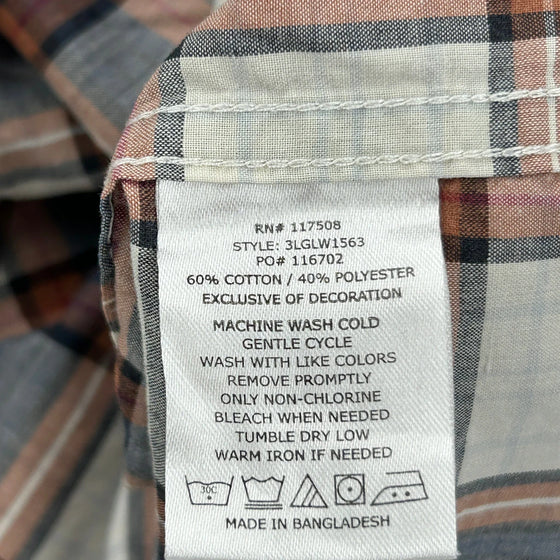 RN# 117508
STYLE: 3LGLW1563
PO# 116702
60% COTTON / 40% POLYESTER
EXCLUSIVE OF DECORATION
MACHINE WASH COLD
GENTLE CYCLE
WASH WITH LIKE COLORS
REMOVE PROMPTLY
ONLY NON-CHLORINE
BLEACH WHEN NEEDED
TUMBLE DRY LOW
WARM IRON IF NEEDED
30C
MADE IN BANGLADESH